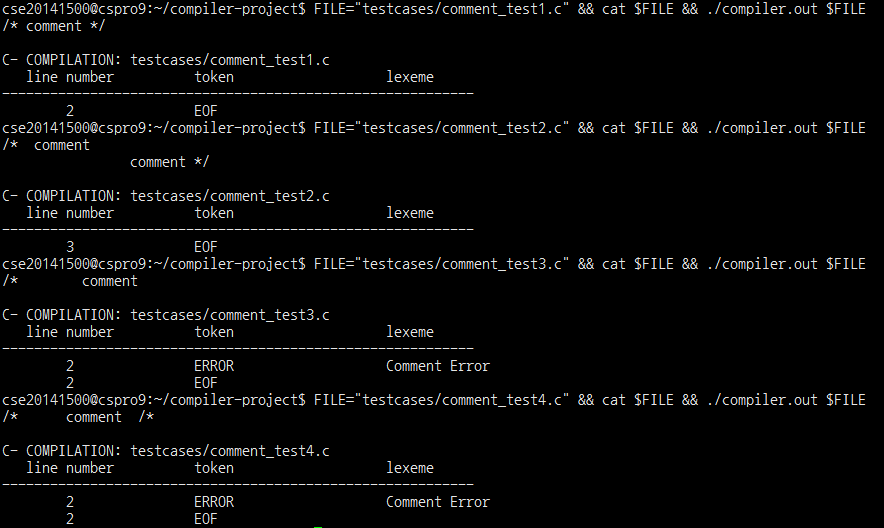 cse20141500@cspro9:~/compiler-project$ FILE="testcases/comment_test1.c" && cat $FILE && ./compiler.out $FILE
/* comment */
C- COMPILATION: testcases/comment_test1.c
line number token lexeme
-----------------------------------------------------------
2 EOF
cse20141500@cspro9:~/compiler-project$ FILE="testcases/comment_test2.c" && cat $FILE && ./compiler.out $FILE
/*  comment
comment */
C- COMPILATION: testcases/comment_test2.c
line number token lexeme
-----------------------------------------------------------
3 EOF
cse20141500@cspro9:~/compiler-project$ FILE="testcases/comment_test3.c" && cat $FILE && ./compiler.out $FILE
/*        comment
C- COMPILATION: testcases/comment_test3.c
line number token lexeme
-----------------------------------------------------------
2 ERROR Comment Error
2 EOF
cse20141500@cspro9:~/compiler-project$ FILE="testcases/comment_test4.c" && cat $FILE && ./compiler.out $FILE
/*      comment  /*
C- COMPILATION: testcases/comment_test4.c
line number token lexeme
-----------------------------------------------------------
2 ERROR Comment Error
2 EOF